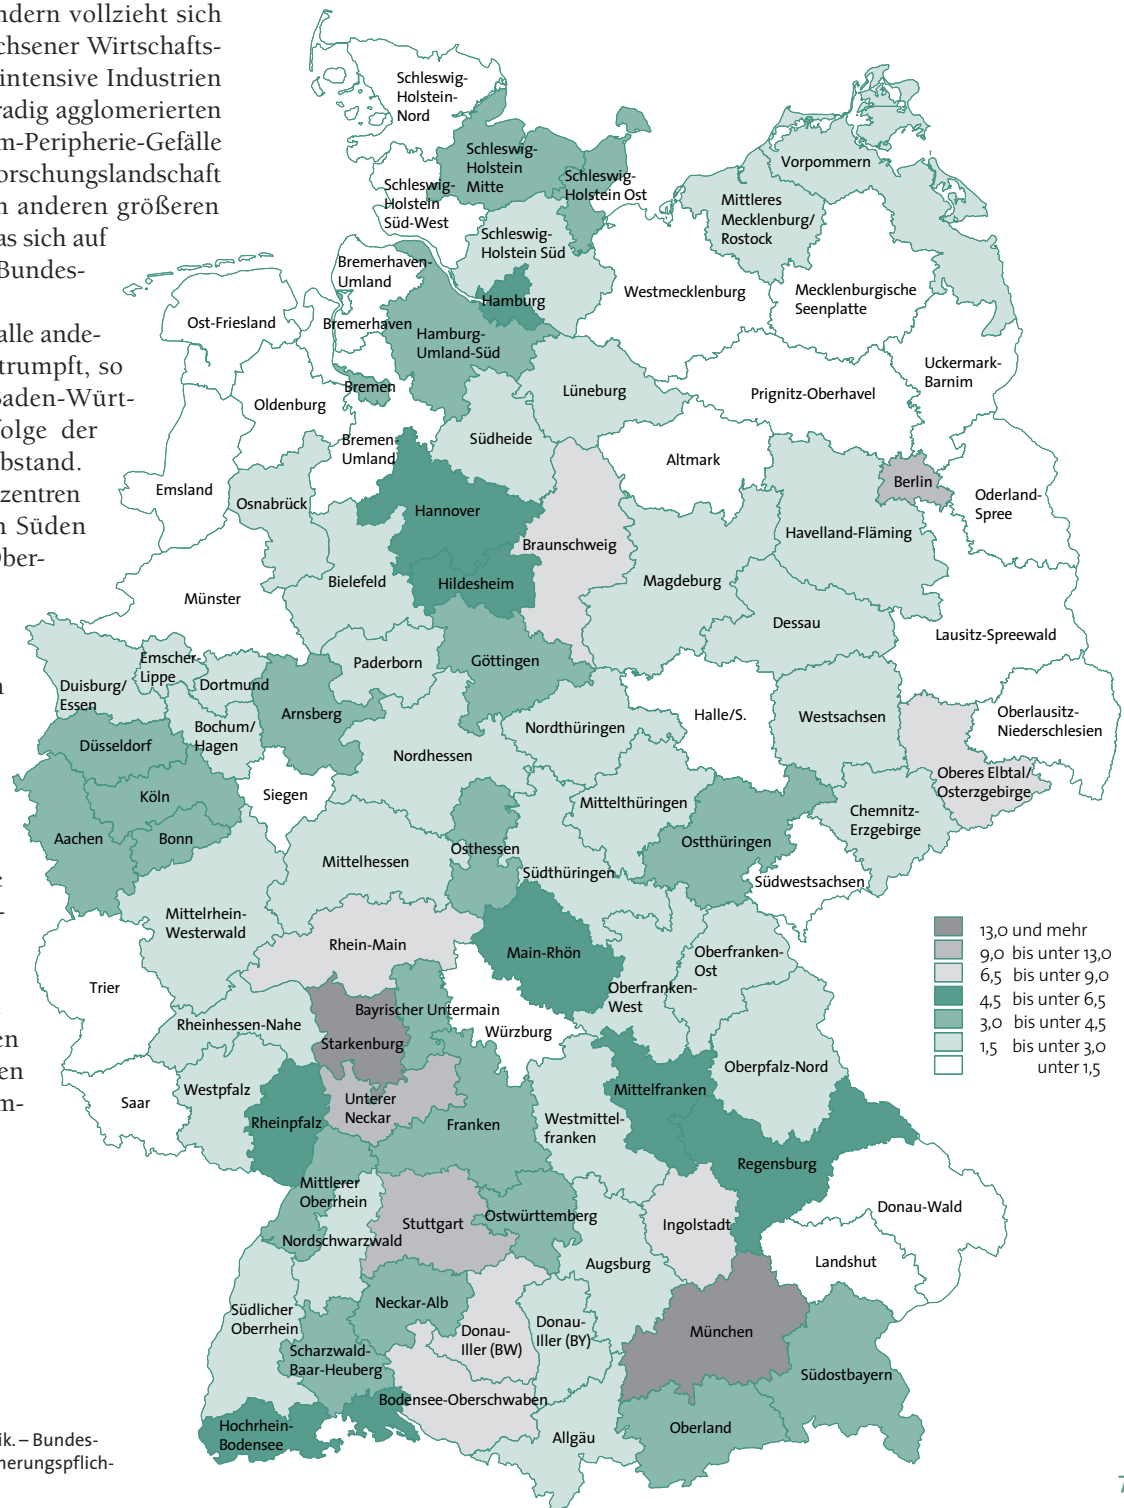 ndern vollzieht sich
chsener Wirtschafts-
intensive Industrien
radig agglomerierten
m-Peripherie-Gefälle
orschungslandschaft
n anderen größeren
as sich auf
Bundes-
alle ande-
trumpft, so
Baden-Würt-
folge der
bstand.
zentren
n Süden
Ober-
n
e
-
en
en
m-
ik. – Bundes-
herungspflich-
Schleswig-
Holstein-
Nord
Schleswig-
Holstein
Mitte
Schleswig-
Holstein Ost
Schleswig-
Holstein
Süd-West
Schleswig-
Holstein Süd
Vorpommern
Mittleres
Mecklenburg/
Rostock
Bremerhaven-
Umland
Hamburg
Westmecklenburg
Mecklenburgische
Seenplatte
Ost-Friesland
Bremerhaven
Hamburg-
Umland-Süd
Uckermark-
Barnim
Bremen
Lüneburg
Prignitz-Oberhavel
Oldenburg
Bremen-
Umland
Südheide
Altmark
Berlin
Emsland
Osnabrück
Hannover
Oderland-
Spree
Braunschweig
Havelland-Fläming
Bielefeld
Hildesheim
Magdeburg
Münster
Dessau
Lausitz-Spreewald
Emscher-
Lippe
Paderborn
Göttingen
Duisburg/
Essen
Dortmund
Arnsberg
Bochum/
Hagen
Nordthüringen
Halle/S.
Westsachsen
Oberlausitz-
Niederschlesien
Düsseldorf
Nordhessen
Oberes Elbtal/
Osterzgebirge
Köln
Siegen
Mittelthüringen
Chemnitz-
Erzgebirge
Aachen
Bonn
Osthessen
Ostthüringen
Mittelhessen
Südthüringen
Südwestsachsen
Mittelrhein-
Westerwald
Rhein-Main
Main-Rhön
Oberfranken-
Ost
Trier
Oberfranken-
West
Bayrischer Untermain
Rheinhessen-Nahe
Starkenburg
Würzburg
Oberpfalz-Nord
Westpfalz
Mittelfranken
Saar
Unterer
Neckar
Rheinpfalz
Franken
Westmittel-
franken
Regensburg
Mittlerer
Oberrhein
Stuttgart
Ostwürttemberg
Ingolstadt
Donau-Wald
Nordschwarzwald
Augsburg
Landshut
Südlicher
Oberrhein
Neckar-Alb
Donau-
Iller (BW)
Donau-
Iller (BY)
München
Scharzwald-
Baar-Heuberg
Südostbayern
Bodensee-Oberschwaben
Hochrhein-
Bodensee
Allgäu
Oberland
13,0 und mehr
9,0 bis unter 13,0
6,5 bis unter 9,0
4,5 bis unter 6,5
3,0 bis unter 4,5
1,5 bis unter 3,0
unter 1,5